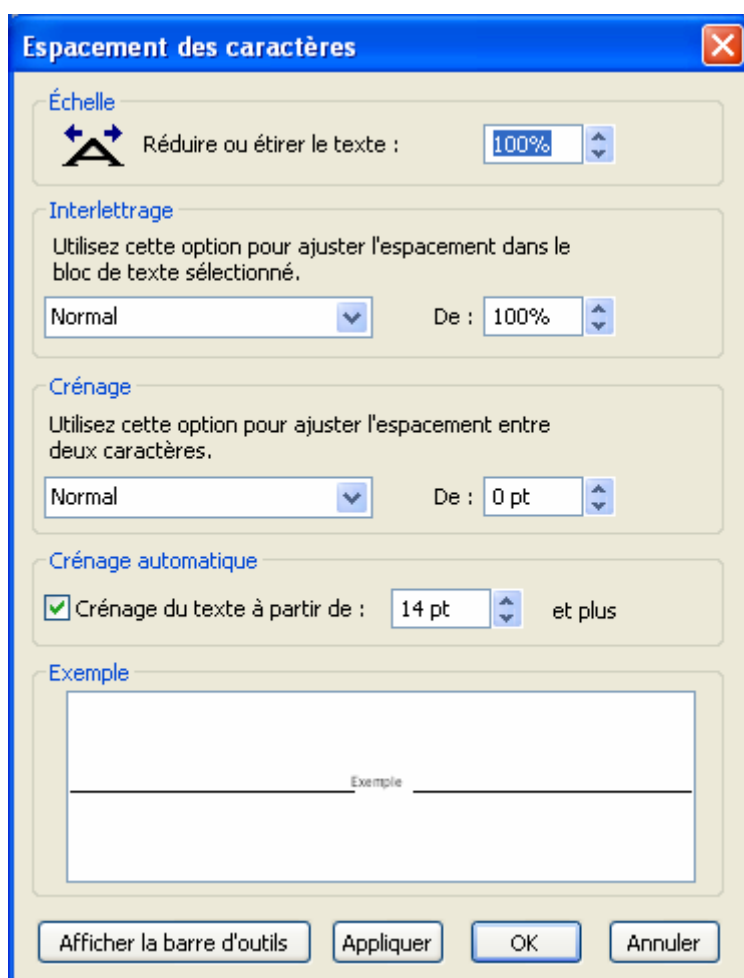 Espacement des caractères
Échelle
Réduire ou étirer le texte : 100%
Interlettrage
Utilisez cette option pour ajuster l'espacement dans le
bloc de texte sélectionné.
Normal De : 100%
Crénage
Utilisez cette option pour ajuster l'espacement entre
deux caractères.
Normal De : 0 pt
Crénage automatique
Crénage du texte à partir de : 14 pt et plus
Exemple
Exemple
Afficher la barre d'outils Appliquer OK Annuler